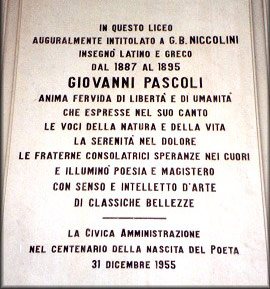 IN QUESTO LICEO
AUGURALMENTE INTITOLATO A G.B. NICCOLINI
INSEGNÒ LATINO E GRECO
DAL 1887 AL 1895
GIOVANNI PASCOLI
ANIMA FERVIDA DI LIBERTÀ E DI UMANITÀ
CHE ESPRESSE NEL SUO CANTO
LE VOCI DELLA NATURA E DELLA VITA
LA SERENITÀ NEL DOLORE
LE FRATERNE CONSOLATRICI SPERANZE NEI CUORI
E ILLUMINÒ POESIA E MAGISTERO
CON SENSO E INTELLETTO D'ARTE
DI CLASSICHE BELLEZZE
LA CIVICA AMMINISTRAZIONE
NEL CENTENARIO DELLA NASCITA DEL POETA
31 DICEMBRE 1955